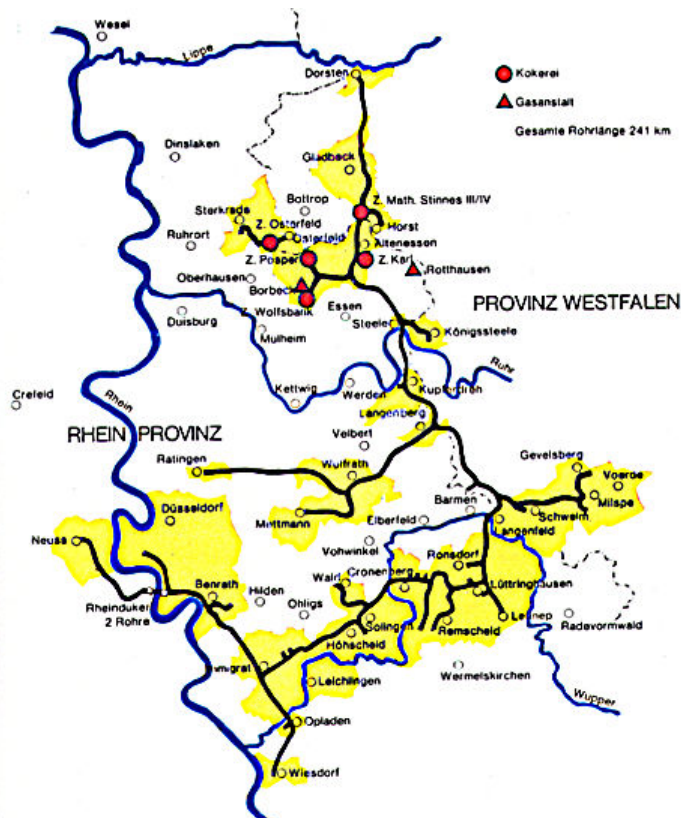 Wesel
Lippe
Dorsten
Kokerei
Gasanstalt
Gesamte Rohrlänge 241 km
Dinslaken
Gladbeck
Bottrop
Z. Math. Stinnes III/IV
Sterkrade
Z. Osterfeld
Osterfeld
Horst
Ruhrort
Altenessen
Z. Prosper
Z. Karl
Rotthausen
Oberhausen
Borbeck
PROVINZ WESTFALEN
Essen
Duisburg
Z. Wolfsbank
Steele
Königssteele
Mülheim
Ruhr
Kettwig
Werden
Kupferdreh
Crefeld
Rhein
Langenberg
RHEIN PROVINZ
Velbert
Gevelsberg
Ratingen
Wülfrath
Voerde
Barmen
Milspe
Mettmann
Düsseldorf
Elberfeld
Langenfeld
Schwelm
Neuss
Vohwinkel
Ronsdorf
Benrath
Wald
Cronenberg
Hilden
Lüttringhausen
Rheinduker
2 Rohre
Ohligs
Solingen
Lennep
Radevormwald
Höhscheid
Remscheid
Immigrat
Wermelskirchen
Leichlingen
Wupper
Opladen
Wiesdorf